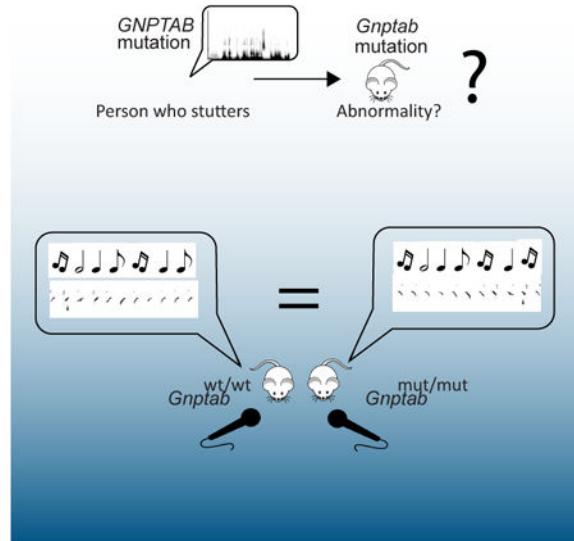 GNPTAB
mutation
Gnptab
mutation
?
Person who stutters
Abnormality?
=
Gnptab wt/wt
Gnptab mut/mut